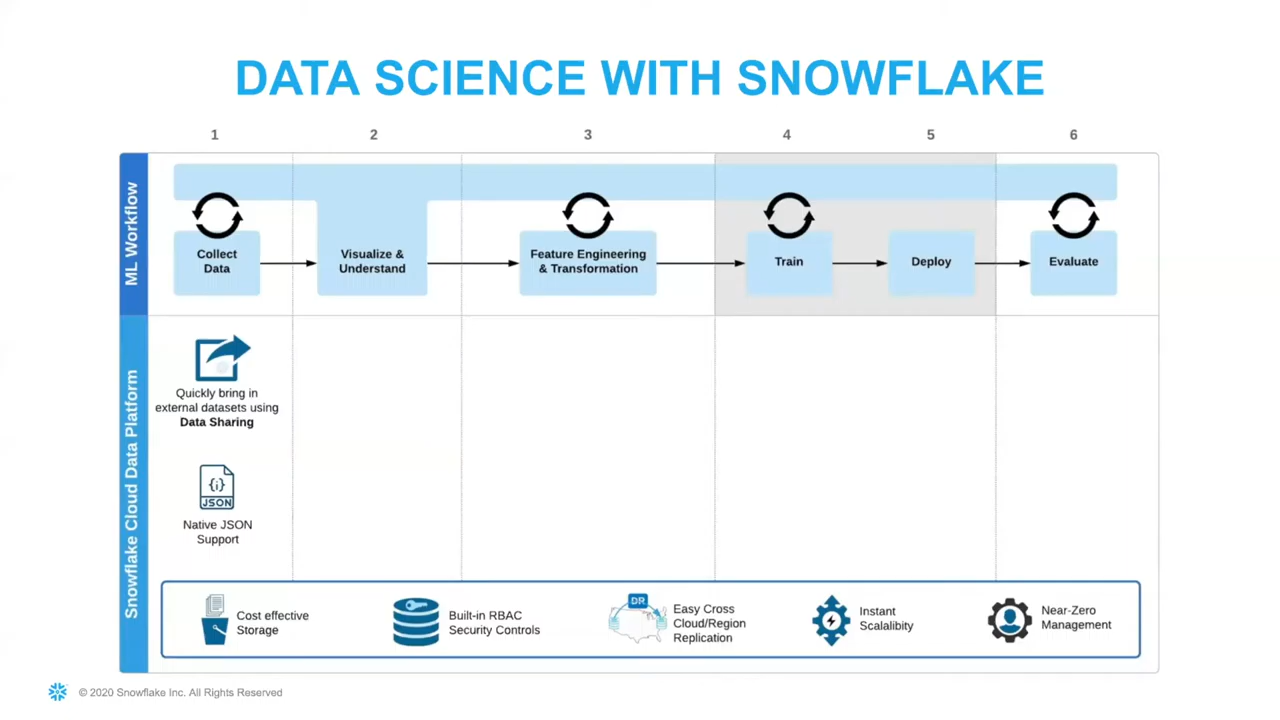 DATA SCIENCE WITH SNOWFLAKE
1
2
3
4
5
6
ML Workflow
Collect
Data
Visualize &
Understand
Feature Engineering
& Transformation
Train
Deploy
Evaluate
Snowflake Cloud Data Platform
Quickly bring in
external datasets using
Data Sharing
{i}
JSON
Native JSON
Support
Cost effective
Storage
Built-in RBAC
Security Controls
DR
Easy Cross
Cloud/Region
Replication
Instant
Scalalibity
Near-Zero
Management
© 2020 Snowflake Inc. All Rights Reserved